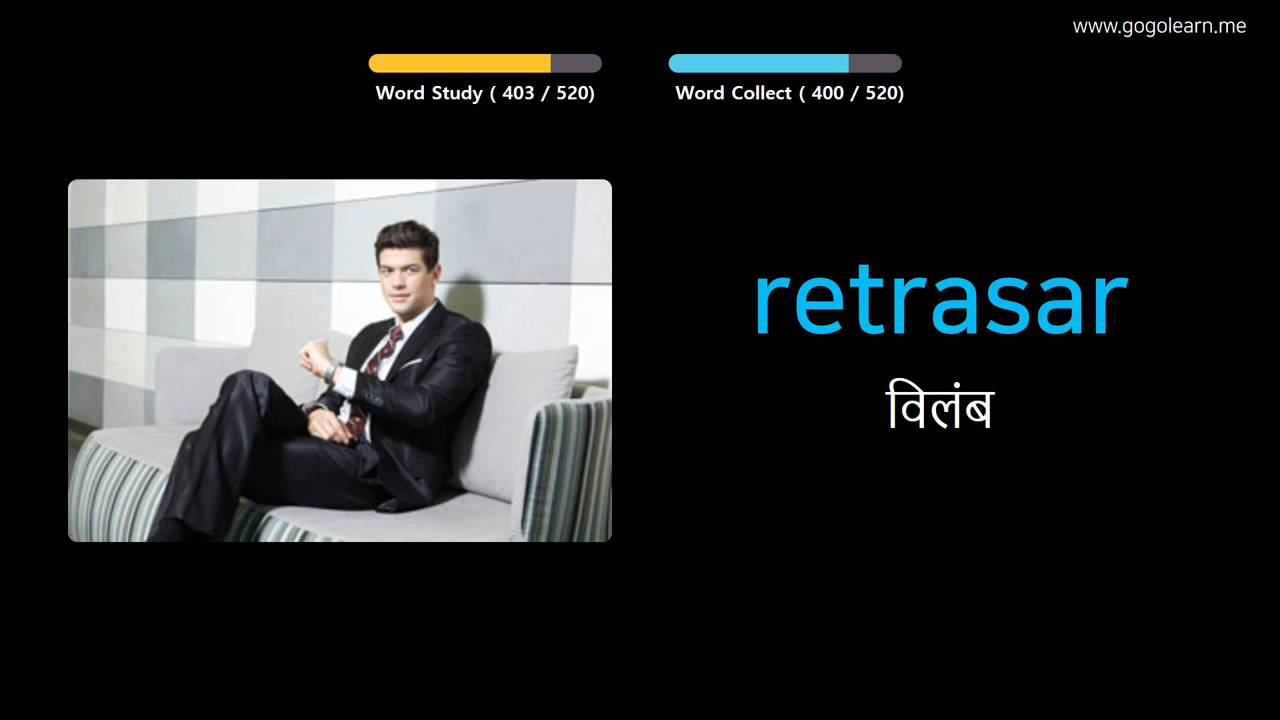 www.gogolearn.me
Word Study ( 403 / 520)
Word Collect ( 400 / 520)
retrasar
विलंब